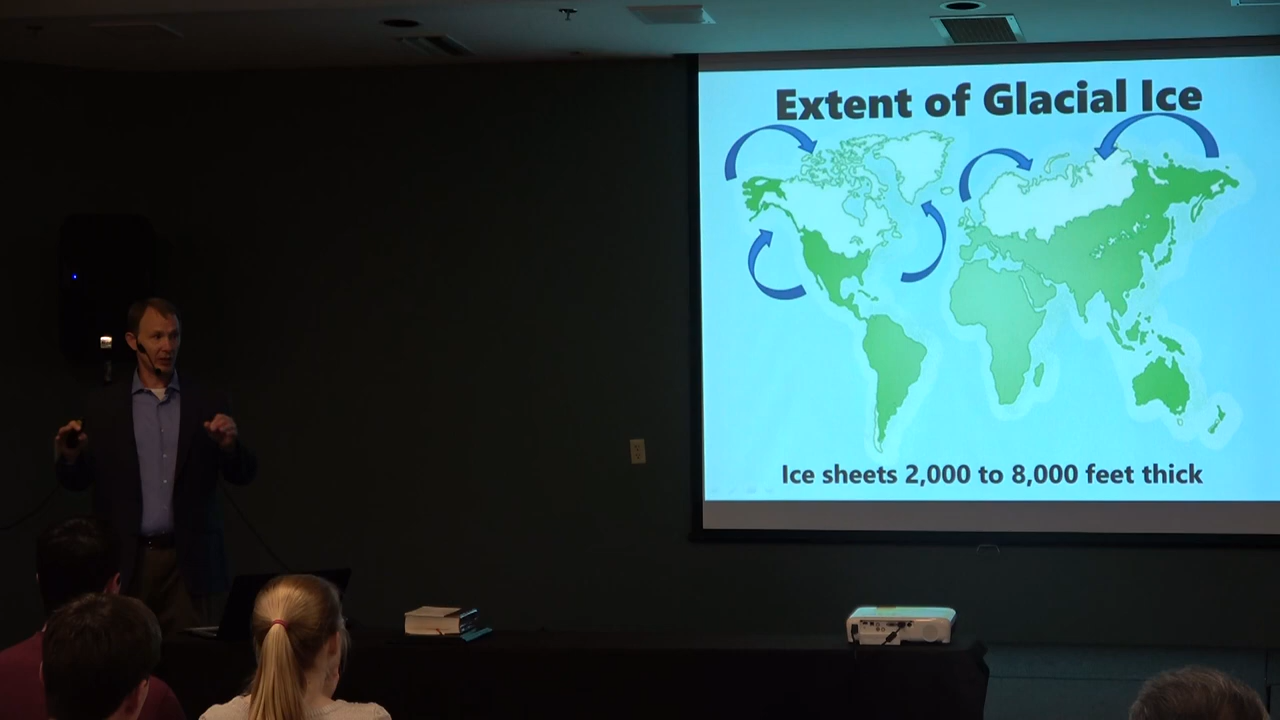 Extent of Glacial Ice
Ice sheets 2,000 to 8,000 feet thick